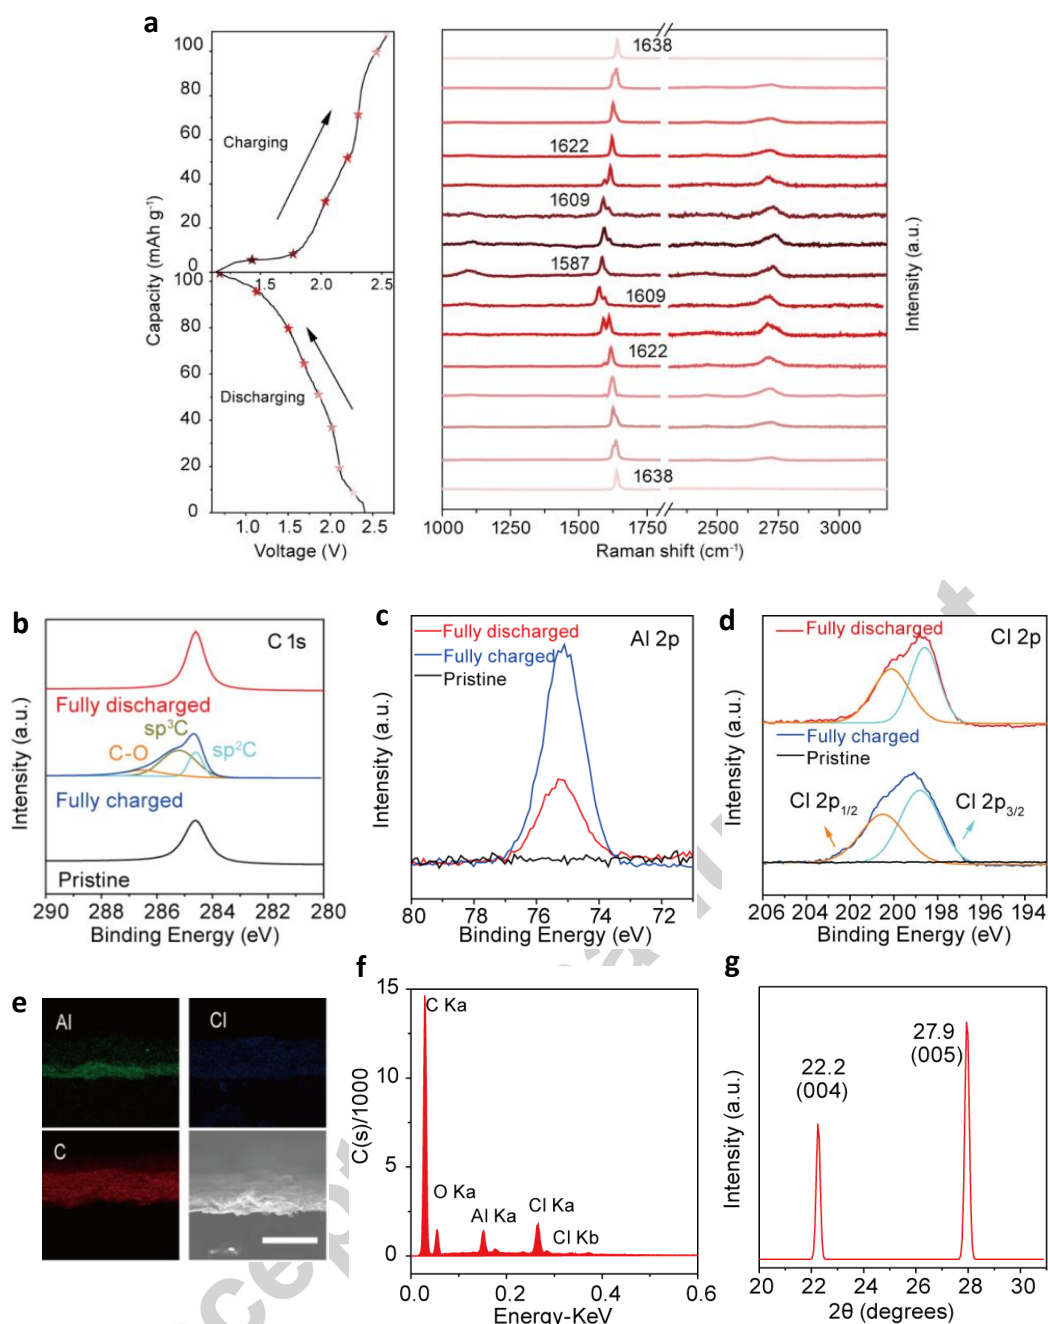 a
100
80
60
40
20
0
Charging
1.5
2.0
2.5
100
80
60
40
20
0
Discharging
Capacity (mAh g⁻¹)
1.0
1.5
2.0
2.5
Voltage (V)
1638
1622
1609
1587
1609
1622
1638
Intensity (a.u.)
1000
1250
1500
1750
2500
2750
3000
Raman shift (cm⁻¹)
b
C 1s
Fully discharged
sp³C
C-O
sp²C
Fully charged
Pristine
Intensity (a.u.)
290
288
286
284
282
280
Binding Energy (eV)
c
Fully discharged
Fully charged
Pristine
Al 2p
Intensity (a.u.)
80
78
76
74
72
Binding Energy (eV)
d
Fully discharged
Cl 2p
Fully charged
Pristine
Cl 2p₁/₂
Cl 2p₃/₂
Intensity (a.u.)
206
204
202
200
198
196
194
Binding Energy (eV)
e
Al
Cl
C
f
15
10
5
0
C(s)/1000
C Ka
O Ka
Al Ka
Cl Ka
Cl Kb
0.0
0.2
0.4
0.6
Energy-KeV
g
22.2
(004)
27.9
(005)
Intensity (a.u.)
20
22
24
26
28
30
2θ (degrees)